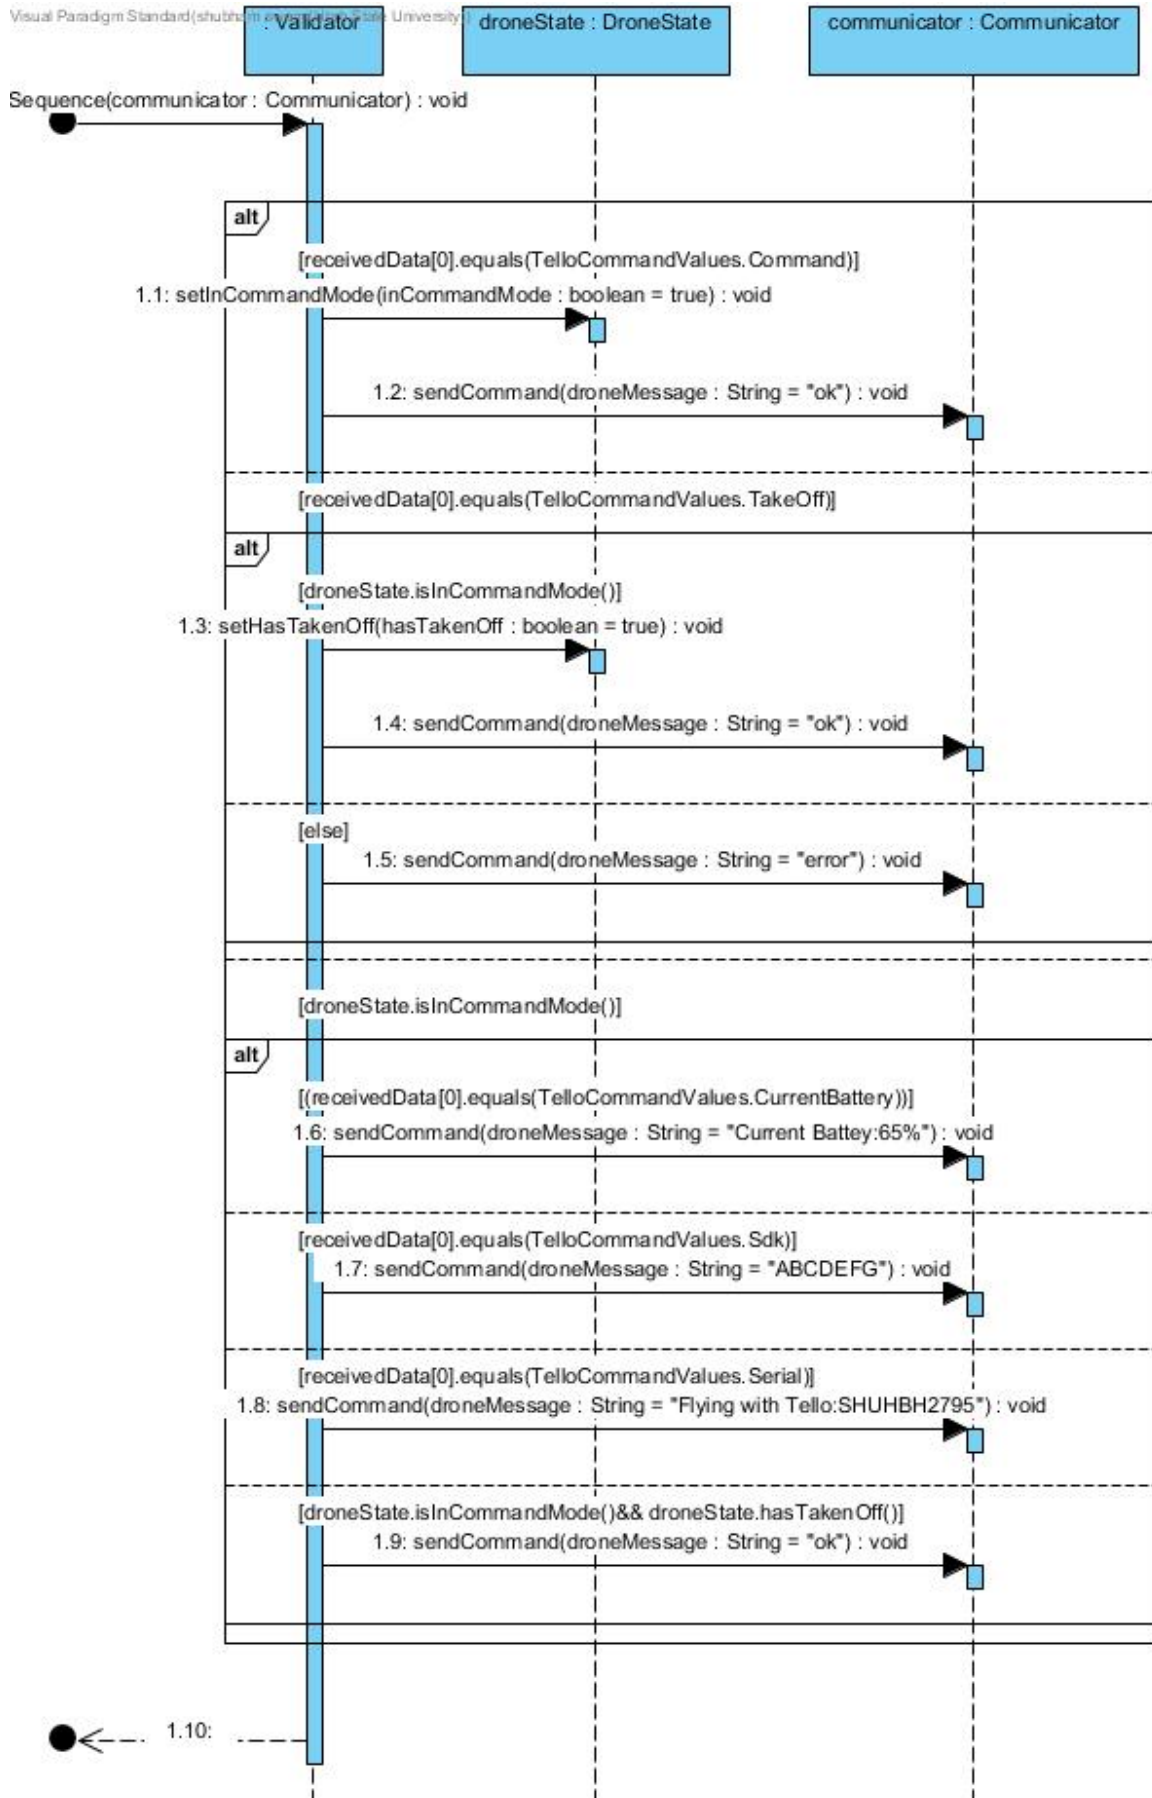 Visual Paradigm Standard(shubham State University)
: Validator
droneState : DroneState
communicator : Communicator
Sequence(communicator : Communicator) : void
alt
[receivedData[0].equals(TelloCommandValues.Command)]
1.1: setInCommandMode(inCommandMode : boolean = true) : void
1.2: sendCommand(droneMessage : String = "ok") : void
[receivedData[0].equals(TelloCommandValues.TakeOff)]
alt
[droneState.isInCommandMode()]
1.3: setHasTakenOff(hasTakenOff : boolean = true) : void
1.4: sendCommand(droneMessage : String = "ok") : void
[else]
1.5: sendCommand(droneMessage : String = "error") : void
[droneState.isInCommandMode()]
alt
[(receivedData[0].equals(TelloCommandValues.CurrentBattery))]
1.6: sendCommand(droneMessage : String = "Current Battey:65%") : void
[receivedData[0].equals(TelloCommandValues.Sdk)]
1.7: sendCommand(droneMessage : String = "ABCDEFG") : void
[receivedData[0].equals(TelloCommandValues.Serial)]
1.8: sendCommand(droneMessage : String = "Flying with Tello:SHUHBH2795") : void
[droneState.isInCommandMode()&& droneState.hasTakenOff()]
1.9: sendCommand(droneMessage : String = "ok") : void
1.10: